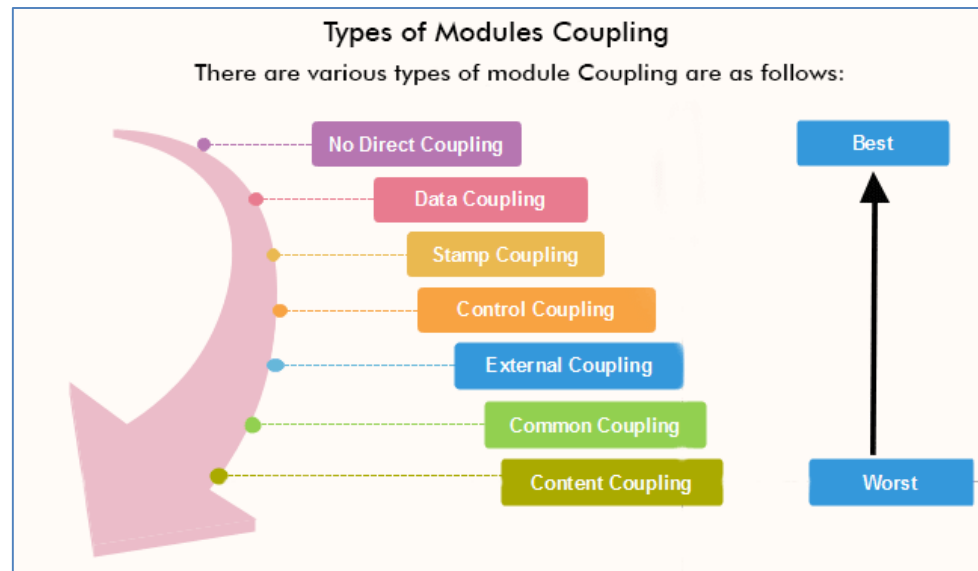 Types of Modules Coupling
There are various types of module Coupling are as follows:
No Direct Coupling
Best
Data Coupling
Stamp Coupling
Control Coupling
External Coupling
Common Coupling
Content Coupling
Worst